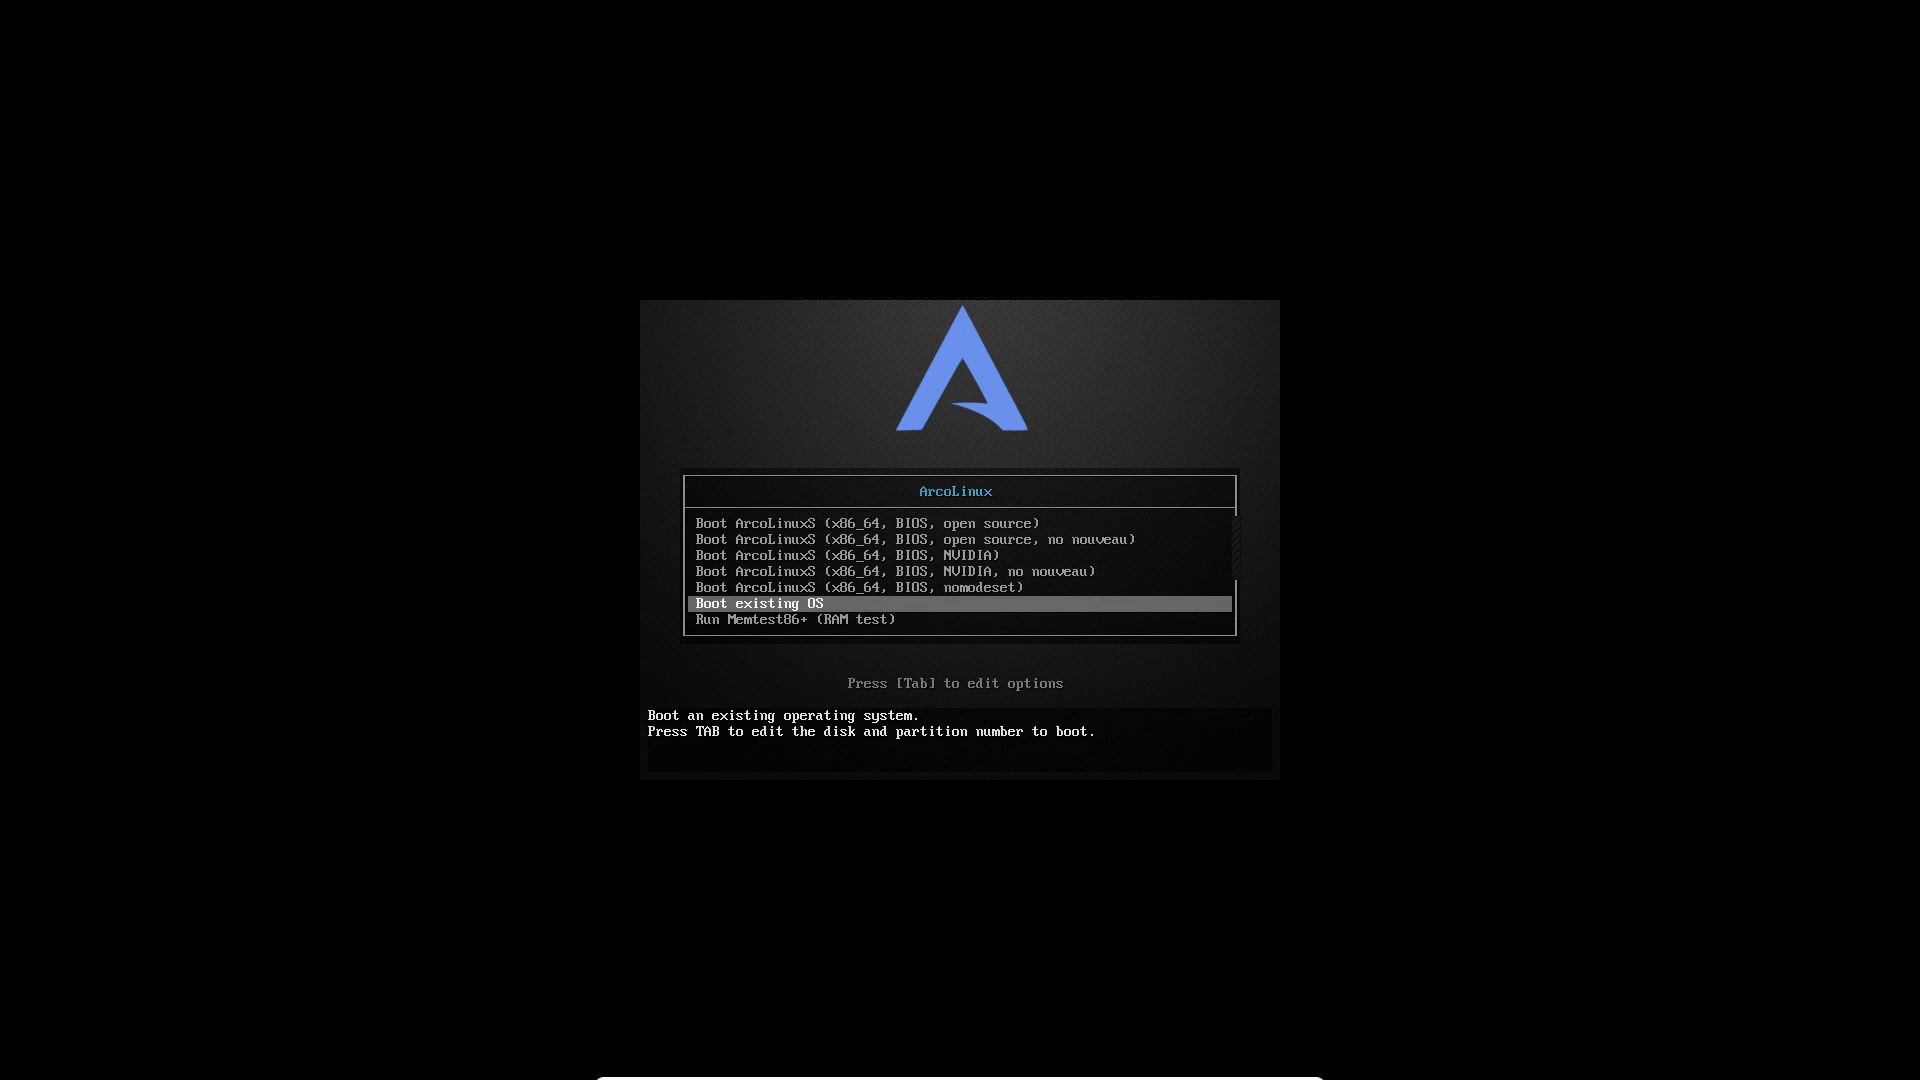 ArcoLinux
Boot ArcoLinuxS (x86_64, BIOS, open source)
Boot ArcoLinuxS (x86_64, BIOS, open source, no nouveau)
Boot ArcoLinuxS (x86_64, BIOS, NVIDIA)
Boot ArcoLinuxS (x86_64, BIOS, NVIDIA, no nouveau)
Boot ArcoLinuxS (x86_64, BIOS, nomodeset)
Boot existing OS
Run Memtest86+ (RAM test)
Press [Tab] to edit options
Boot an existing operating system.
Press TAB to edit the disk and partition number to boot.